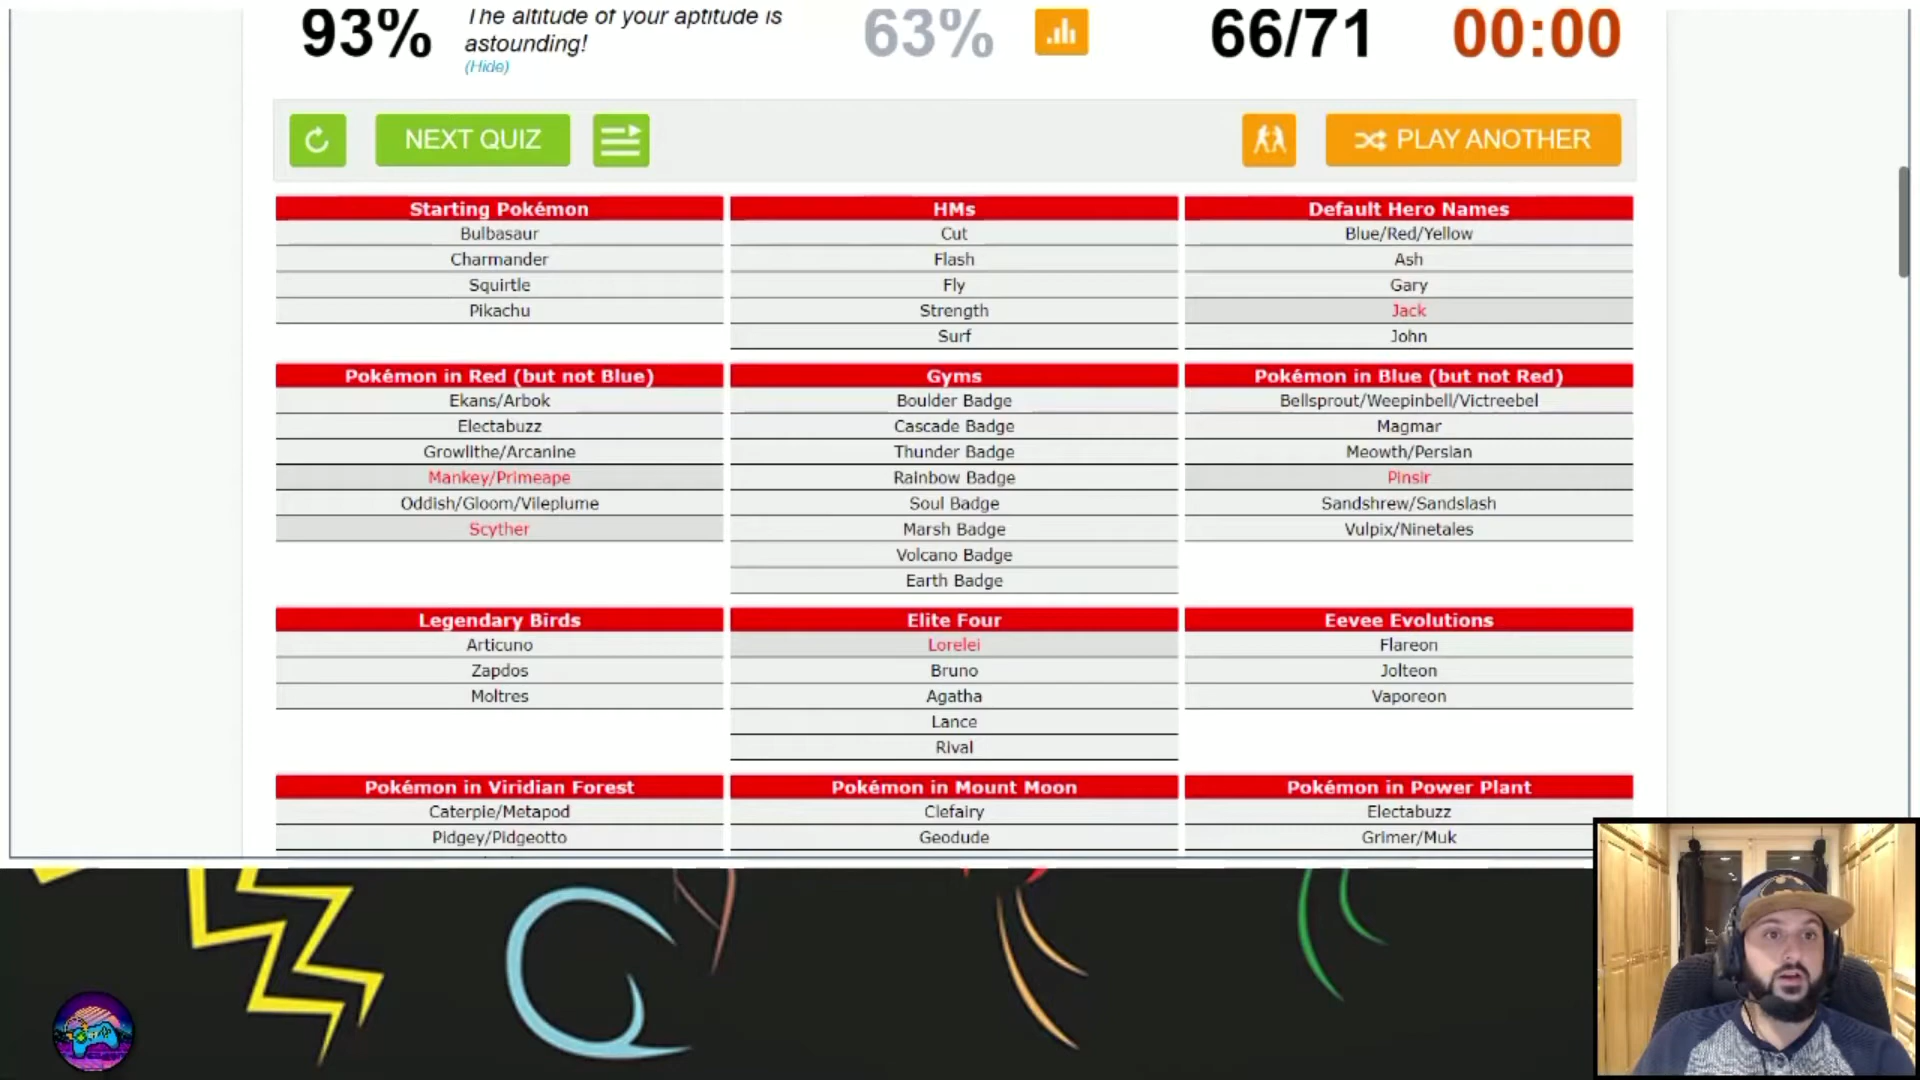 93%
The altitude of your aptitude is
astounding!
(Hide)
63%
66/71
00:00
NEXT QUIZ
PLAY ANOTHER
Starting Pokémon
Bulbasaur
Charmander
Squirtle
Pikachu
HMs
Cut
Flash
Fly
Strength
Surf
Default Hero Names
Blue/Red/Yellow
Ash
Gary
Jack
John
Pokémon in Red (but not Blue)
Ekans/Arbok
Electabuzz
Growlithe/Arcanine
Mankey/Primeape
Oddish/Gloom/Vileplume
Scyther
Gyms
Boulder Badge
Cascade Badge
Thunder Badge
Rainbow Badge
Soul Badge
Marsh Badge
Volcano Badge
Earth Badge
Pokémon in Blue (but not Red)
Bellsprout/Weepinbell/Victreebel
Magmar
Meowth/Persian
Pinsir
Sandshrew/Sandslash
Vulpix/Ninetales
Legendary Birds
Articuno
Zapdos
Moltres
Elite Four
Lorelei
Bruno
Agatha
Lance
Rival
Eevee Evolutions
Flareon
Jolteon
Vaporeon
Pokémon in Viridian Forest
Caterpie/Metapod
Pidgey/Pidgeotto
Pokémon in Mount Moon
Clefairy
Geodude
Pokémon in Power Plant
Electabuzz
Grimer/Muk